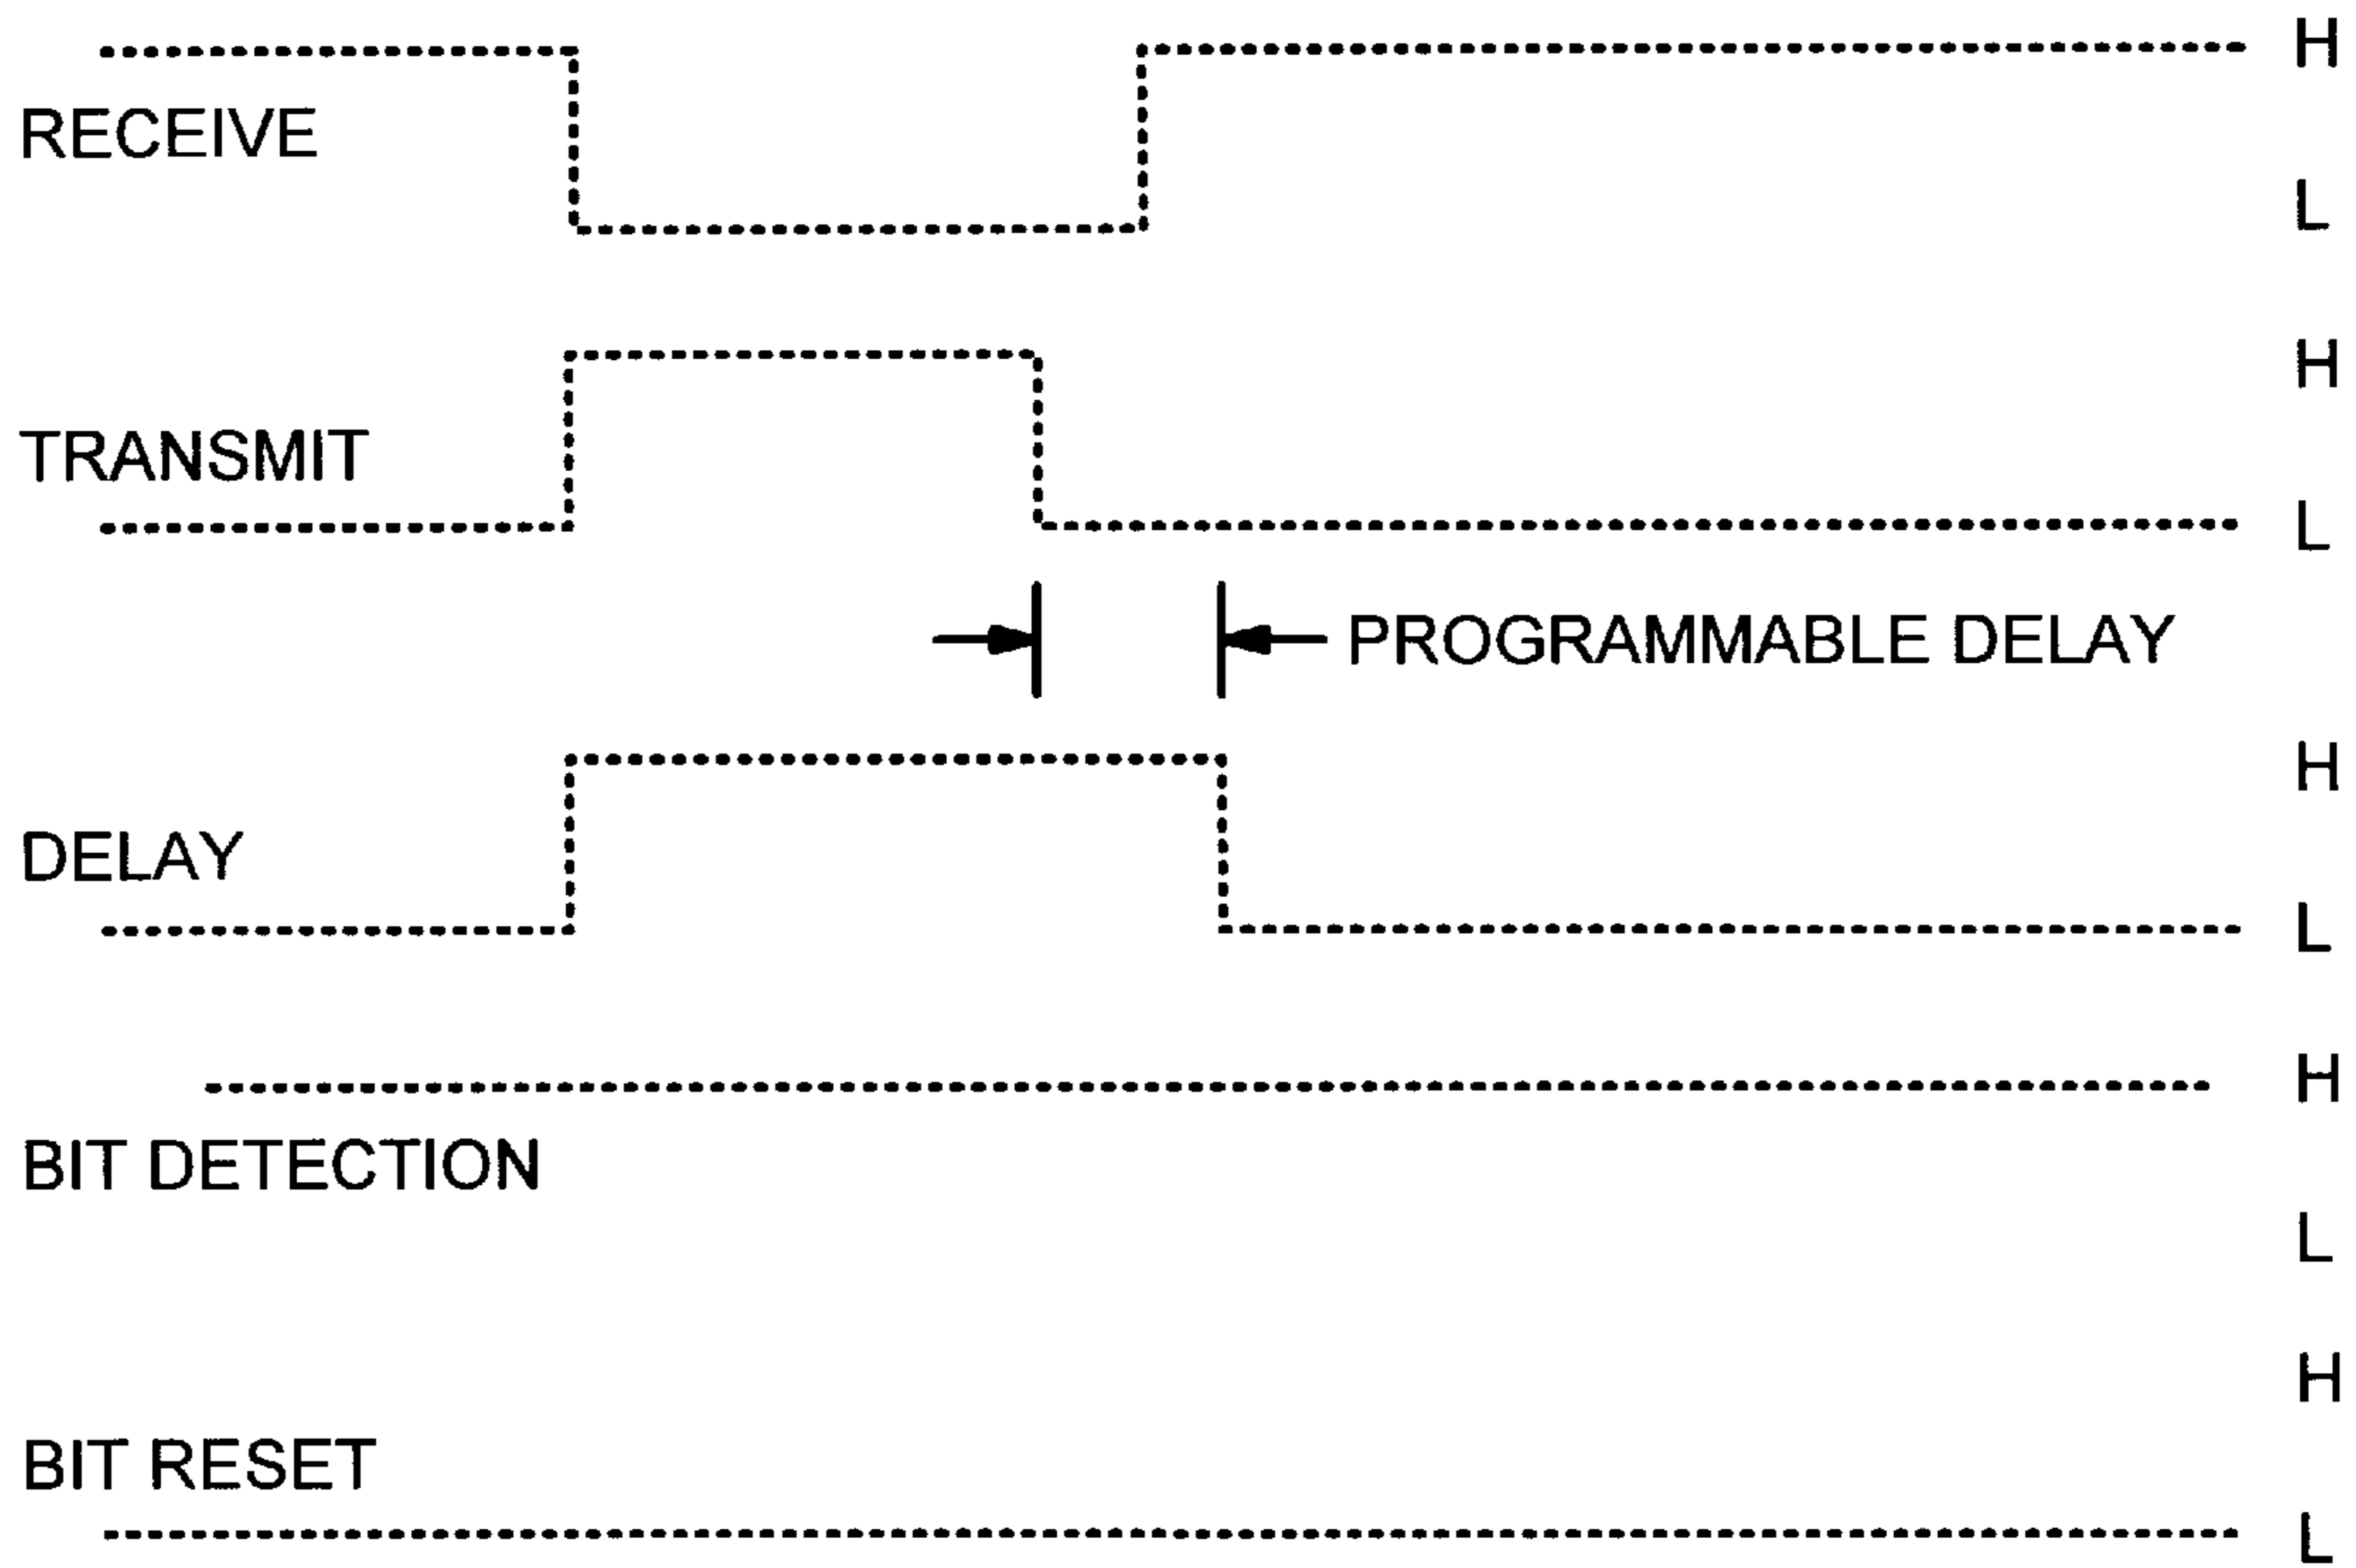 H
RECEIVE
L
H
TRANSMIT
L
PROGRAMMABLE DELAY
H
DELAY
L
H
BIT DETECTION
L
H
BIT RESET
L